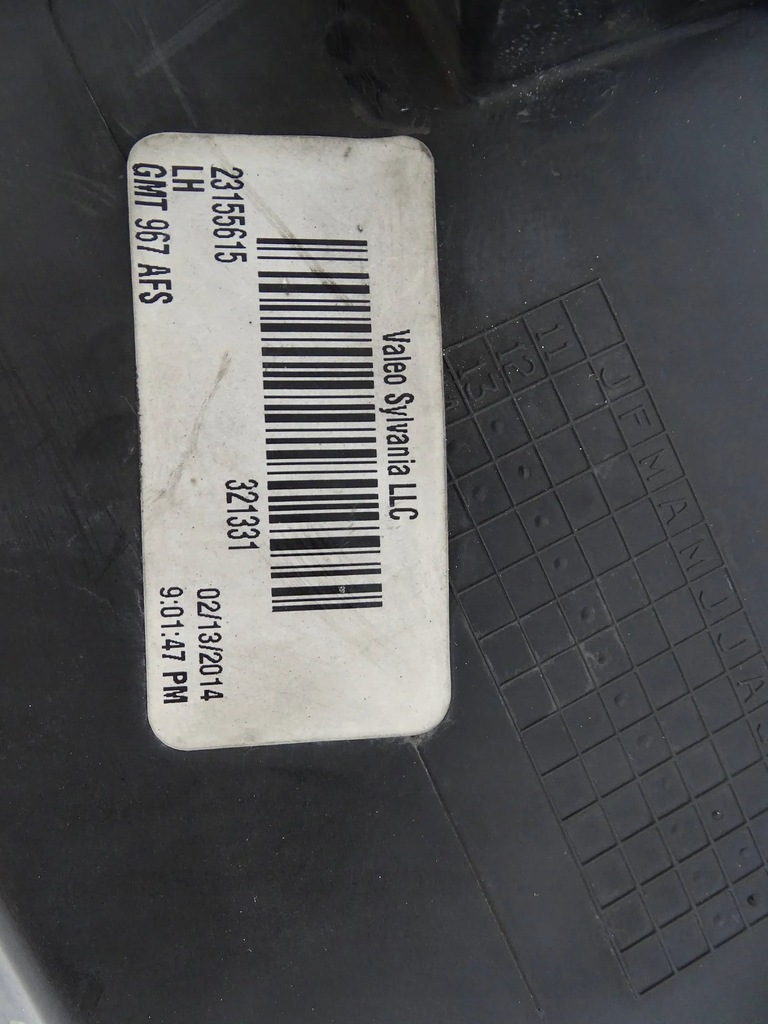 Valeo Sylvania LLC
23155615
321331
LH
02/13/2014
GMT 967 AFS
9:01:47 PM
J F M A M J J A
11
12
13